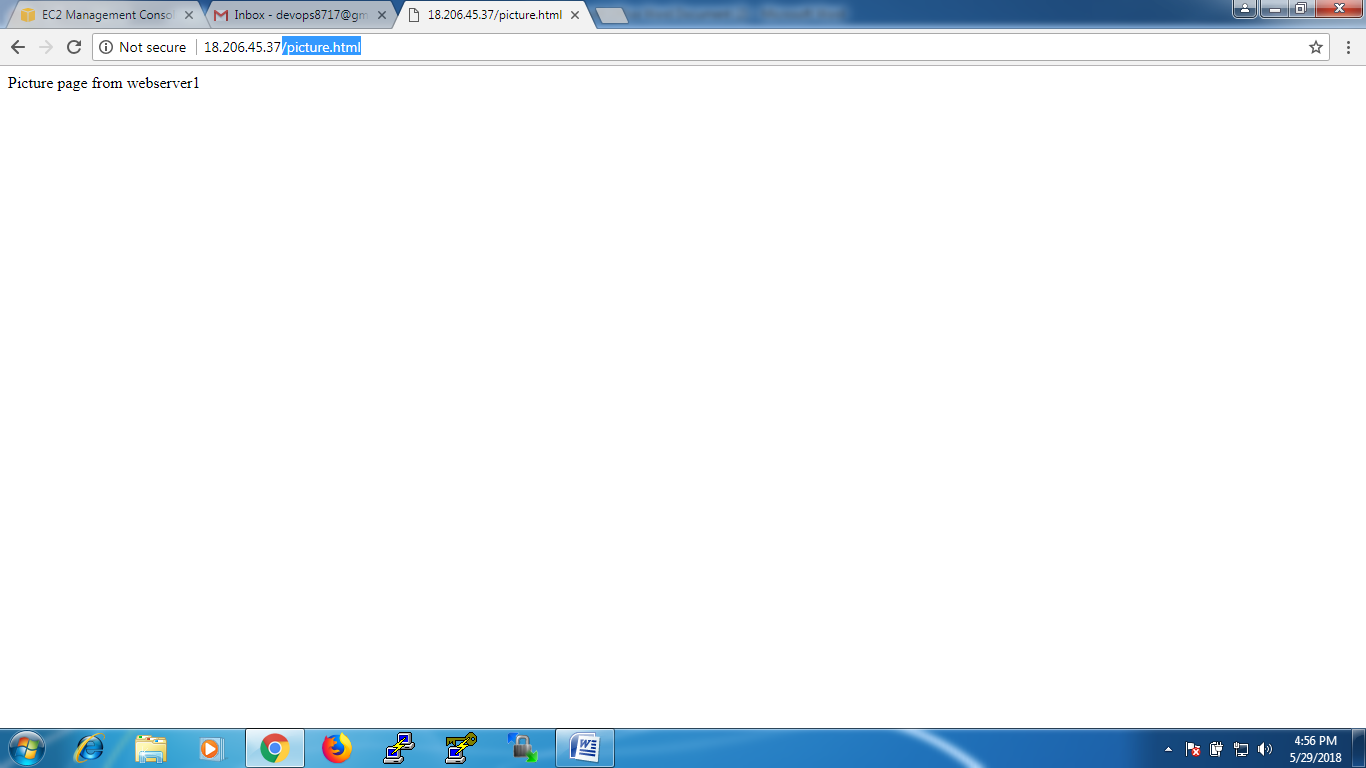 EC2 Management Consol
Inbox - devops8717@gm
18.206.45.37/picture.html
Not secure
18.206.45.37/picture.html
Picture page from webserver1
4:56 PM
5/29/2018